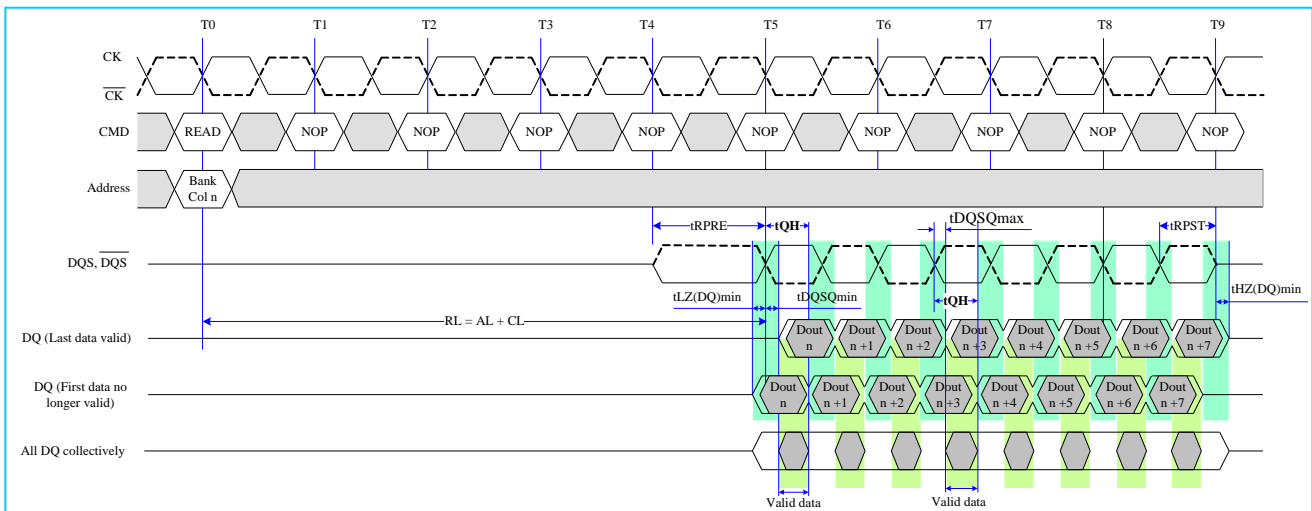 T0 T1 T2 T3 T4 T5 T6 T7 T8 T9
CK
CK
CMD READ NOP NOP NOP NOP NOP NOP NOP NOP NOP
Address Bank
Col n
tRPRE tQH tDQSQmax tRPST
DQS, DQS
tLZ(DQ)min tDQSQmin tQH tHZ(DQ)min
RL = AL + CL
DQ (Last data valid)
Dout Dout Dout Dout Dout Dout Dout Dout
n n +1 n +2 n +3 n +4 n +5 n +6 n +7
DQ (First data no
longer valid)
Dout Dout Dout Dout Dout Dout Dout Dout
n n +1 n +2 n +3 n +4 n +5 n +6 n +7
All DQ collectively
Valid data Valid data